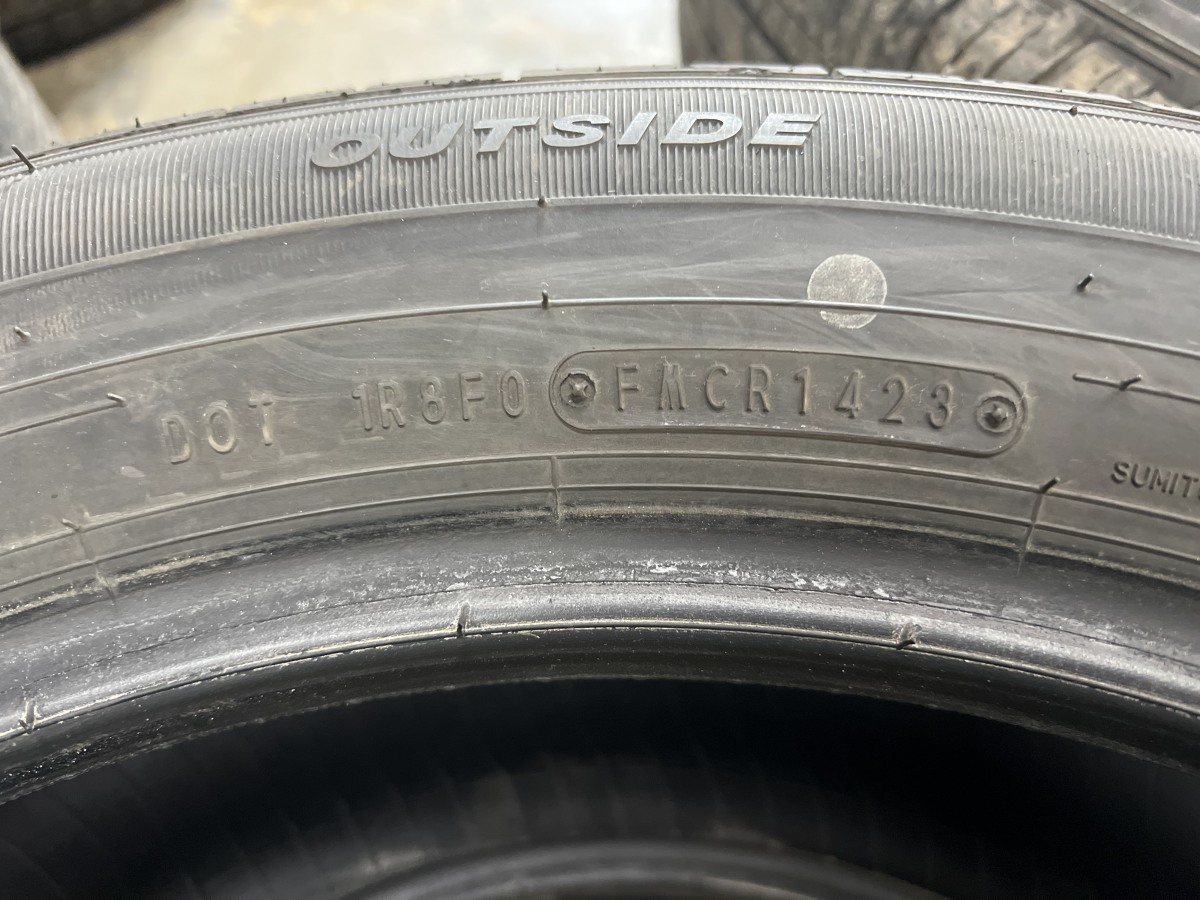 OUTSIDE
DOT 1R8F0 FMCR1423
SUMIT